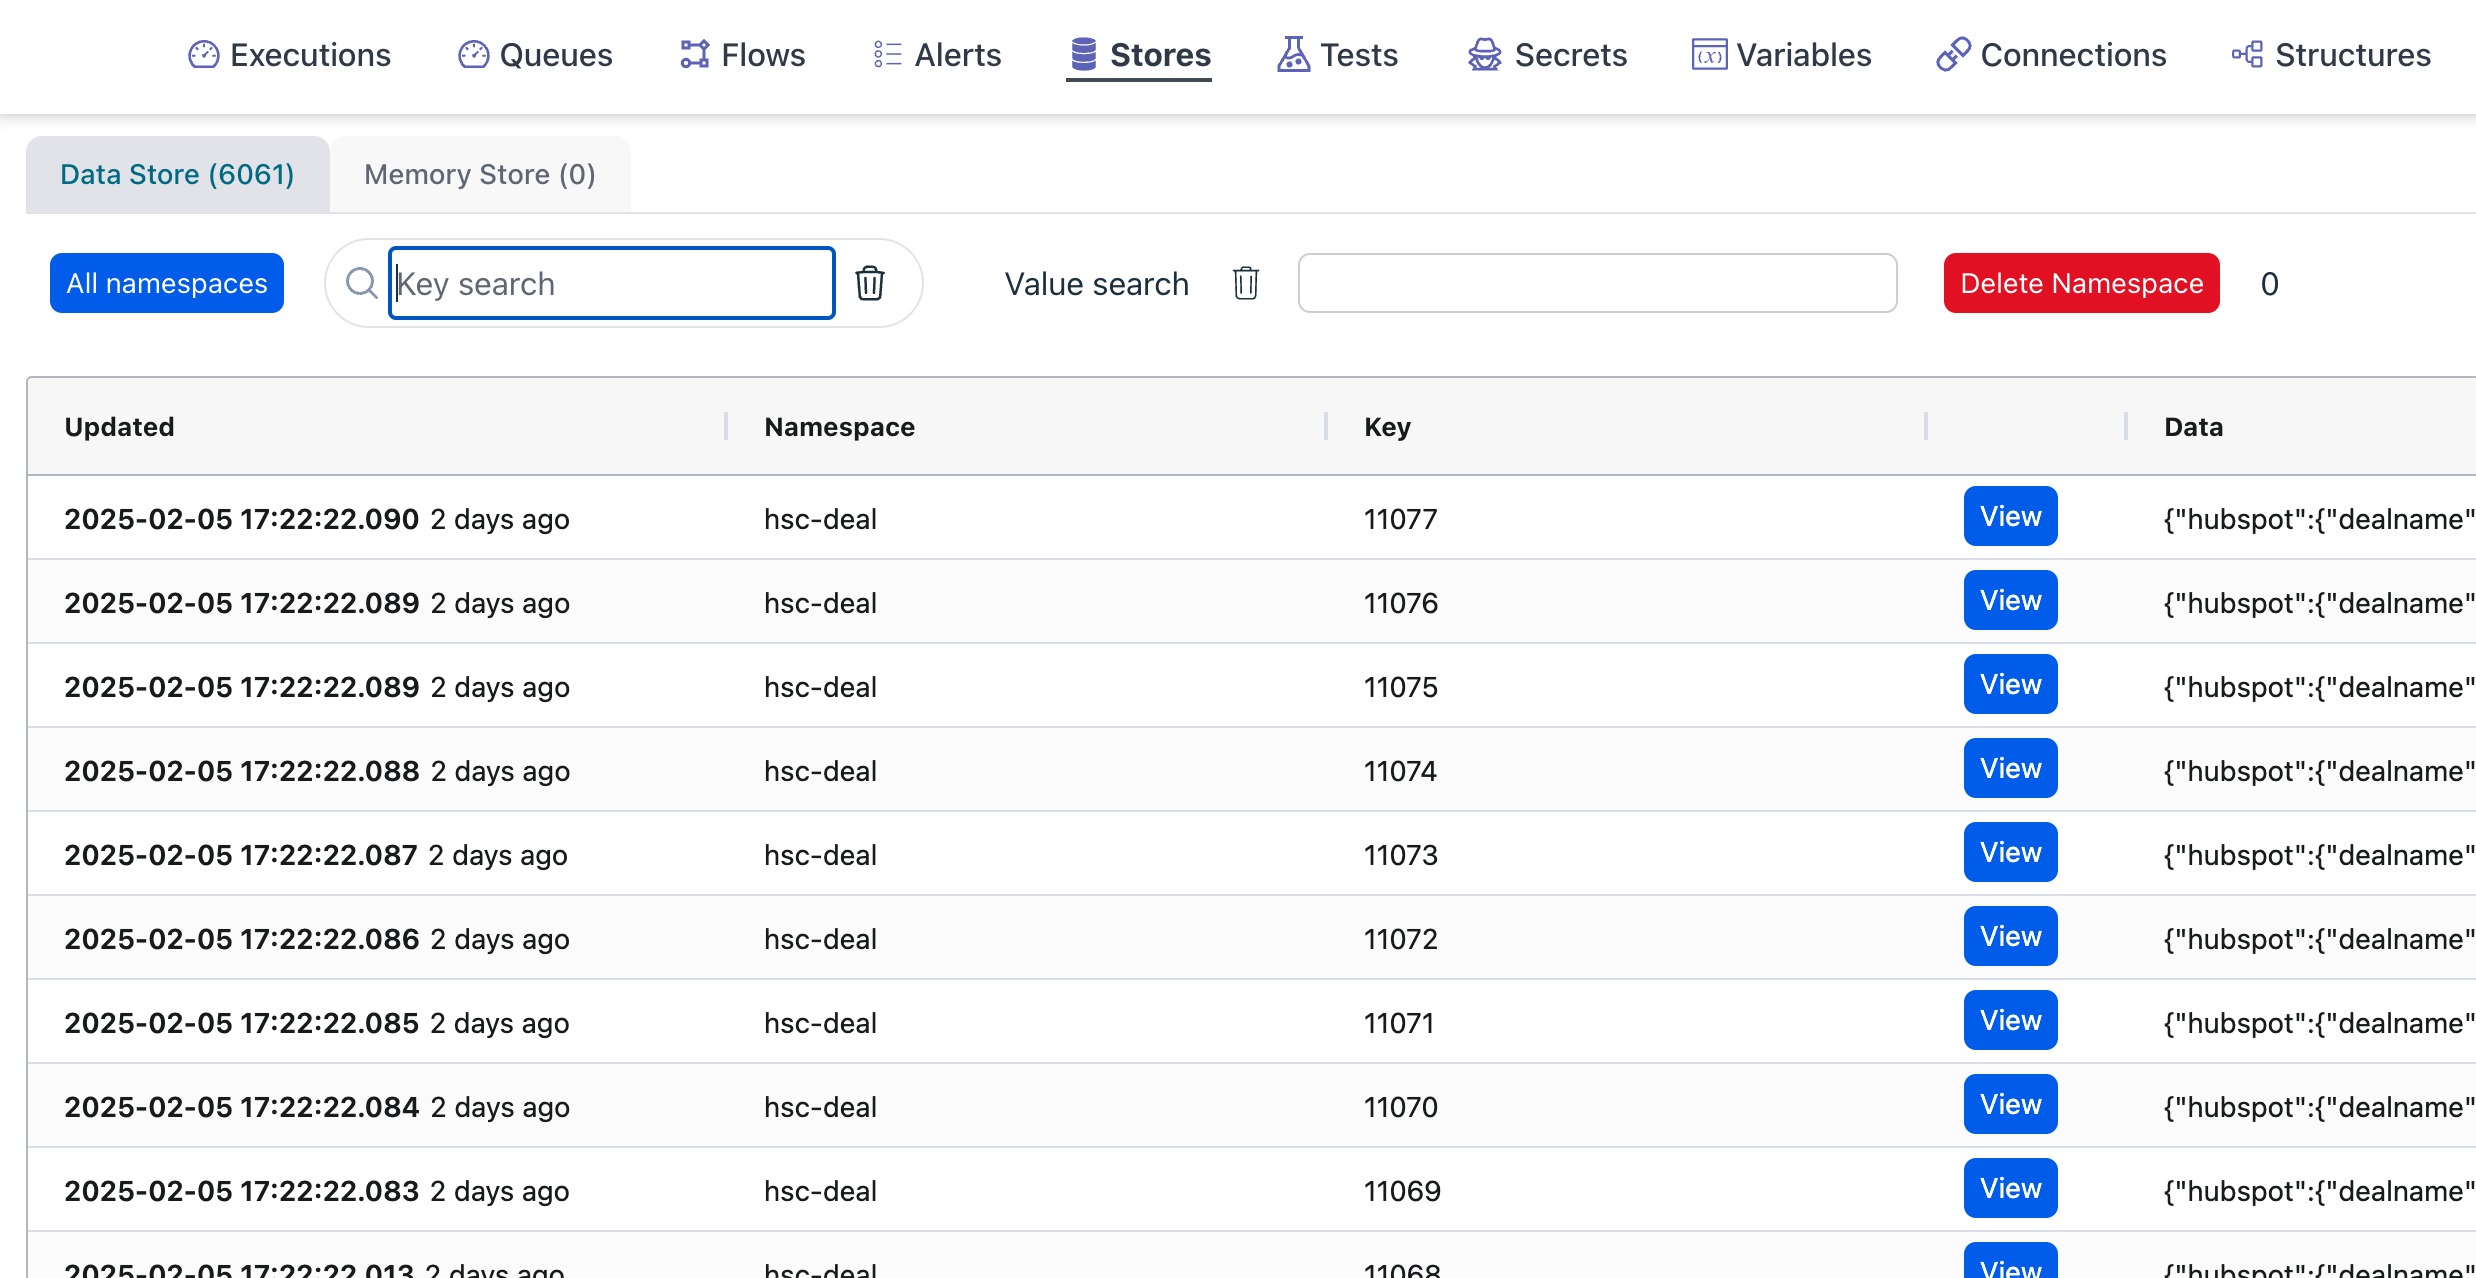 Executions Queues Flows Alerts Stores Tests Secrets Variables Connections Structures
Data Store (6061) Memory Store (0)
All namespaces Key search Value search Delete Namespace 0
Updated Namespace Key Data
2025-02-05 17:22:22.090 2 days ago hsc-deal 11077 View {"hubspot":{"dealname"
2025-02-05 17:22:22.089 2 days ago hsc-deal 11076 View {"hubspot":{"dealname"
2025-02-05 17:22:22.089 2 days ago hsc-deal 11075 View {"hubspot":{"dealname"
2025-02-05 17:22:22.088 2 days ago hsc-deal 11074 View {"hubspot":{"dealname"
2025-02-05 17:22:22.087 2 days ago hsc-deal 11073 View {"hubspot":{"dealname"
2025-02-05 17:22:22.086 2 days ago hsc-deal 11072 View {"hubspot":{"dealname"
2025-02-05 17:22:22.085 2 days ago hsc-deal 11071 View {"hubspot":{"dealname"
2025-02-05 17:22:22.084 2 days ago hsc-deal 11070 View {"hubspot":{"dealname"
2025-02-05 17:22:22.083 2 days ago hsc-deal 11069 View {"hubspot":{"dealname"
2025-02-05 17:22:22.013 2 days ago hsc-deal 11068 View {"hubspot":{"dealname"